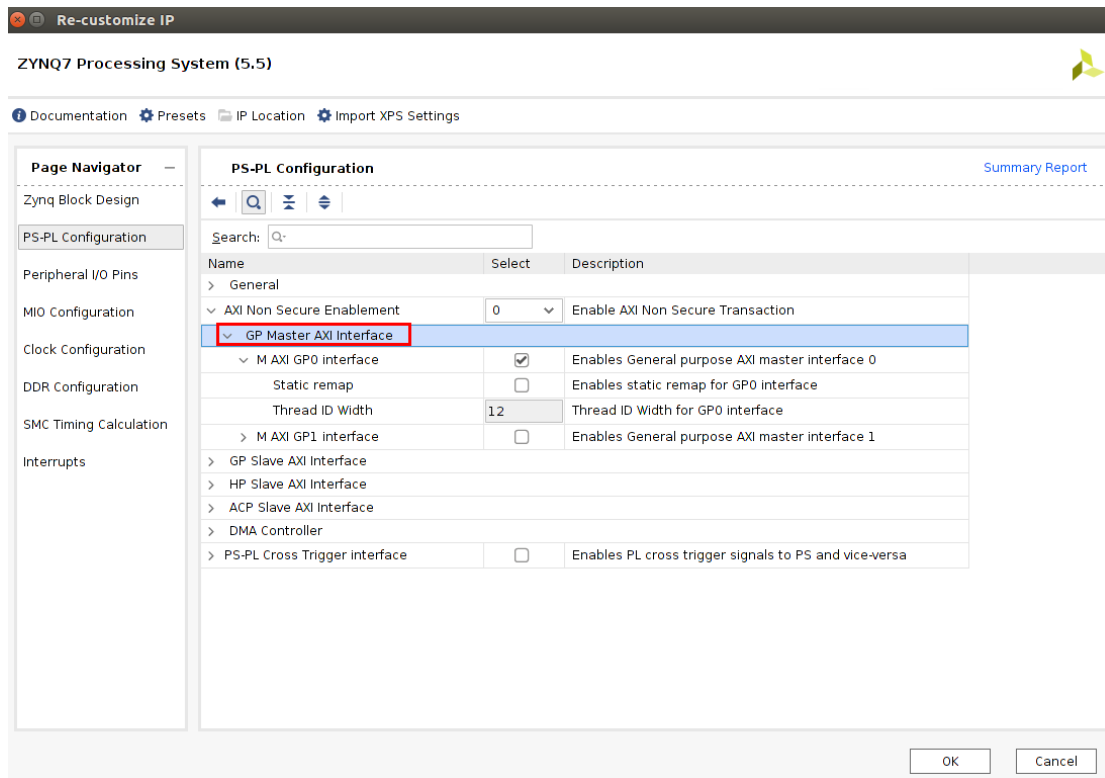 Re-customize IP
ZYNQ7 Processing System (5.5)
Documentation Presets IP Location Import XPS Settings
Page Navigator
Zynq Block Design
PS-PL Configuration
Peripheral I/O Pins
MIO Configuration
Clock Configuration
DDR Configuration
SMC Timing Calculation
Interrupts
PS-PL Configuration Summary Report
Search:
Name Select Description
General
AXI Non Secure Enablement 0 Enable AXI Non Secure Transaction
GP Master AXI Interface
M AXI GP0 interface Enables General purpose AXI master interface 0
Static remap Enables static remap for GP0 interface
Thread ID Width 12 Thread ID Width for GP0 interface
M AXI GP1 interface Enables General purpose AXI master interface 1
GP Slave AXI Interface
HP Slave AXI Interface
ACP Slave AXI Interface
DMA Controller
PS-PL Cross Trigger interface Enables PL cross trigger signals to PS and vice-versa
OK Cancel